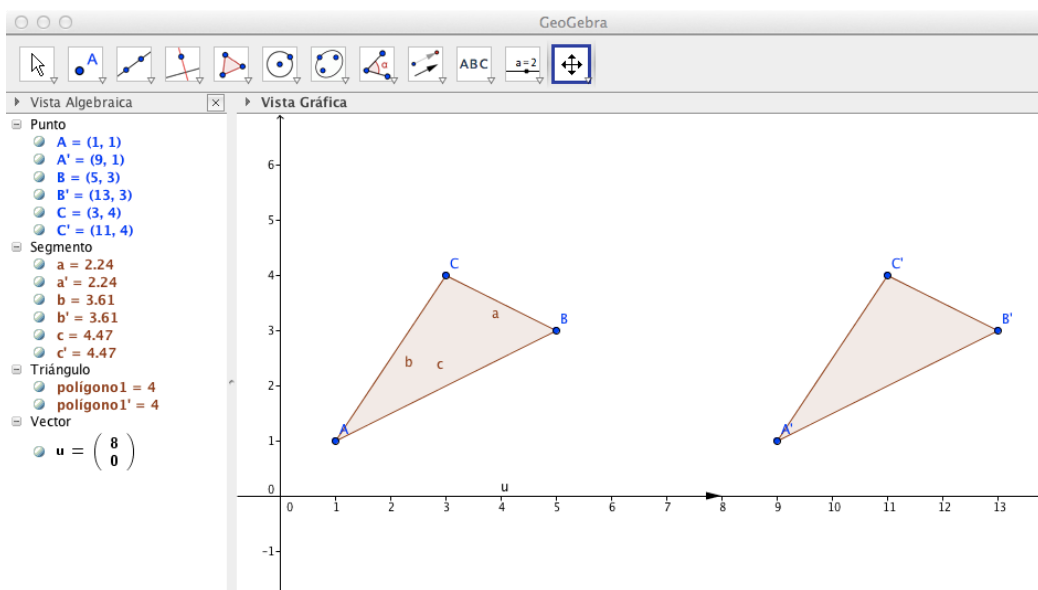 GeoGebra
A
α
ABC
a=2
Vista Algebraica
Vista Gráfica
Punto
A = (1, 1)
A' = (9, 1)
B = (5, 3)
B' = (13, 3)
C = (3, 4)
C' = (11, 4)
Segmento
a = 2.24
a' = 2.24
b = 3.61
b' = 3.61
c = 4.47
c' = 4.47
Triángulo
polígono1 = 4
polígono1' = 4
Vector
u = ( 8
0 )
6
5
4
3
2
1
0
-1
C
C'
B
B'
a
b c
A
A'
u
0 1 2 3 4 5 6 7 8 9 10 11 12 13